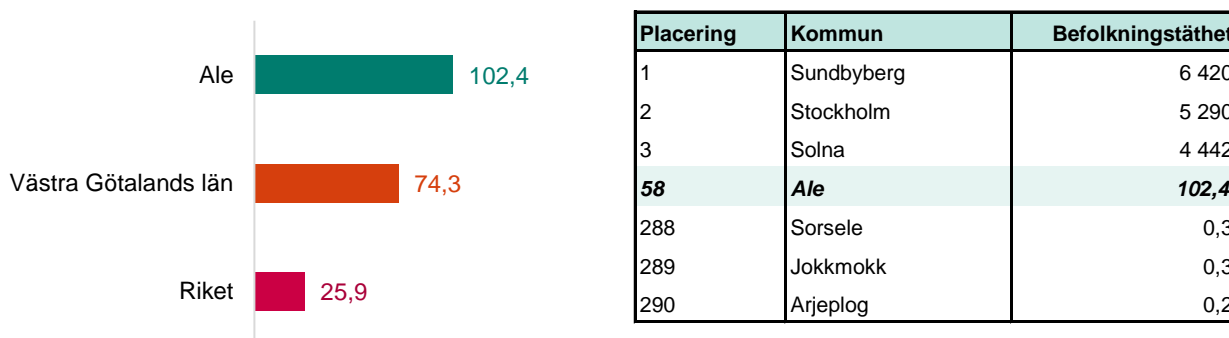 Ale 102,4
Västra Götalands län 74,3
Riket 25,9
Placering Kommun Befolkningstäthet
1 Sundbyberg 6 420
2 Stockholm 5 290
3 Solna 4 442
58 Ale 102,4
288 Sorsele 0,3
289 Jokkmokk 0,3
290 Arjeplog 0,2